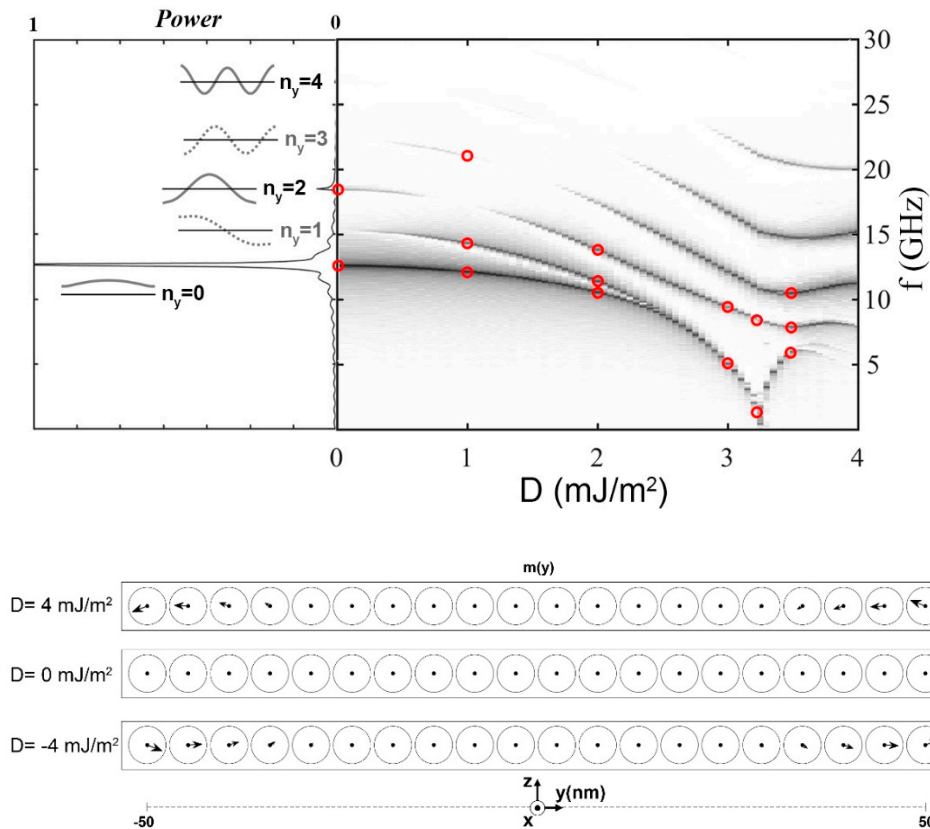 Power
1 0
30
n_y=4
25
n_y=3
20
n_y=2
n_y=1
15
n_y=0
10
5
f (GHz)
0 1 2 3 4
D (mJ/m²)
m(y)
D= 4 mJ/m²
D= 0 mJ/m²
D= -4 mJ/m²
z
y(nm)
x
-50 50